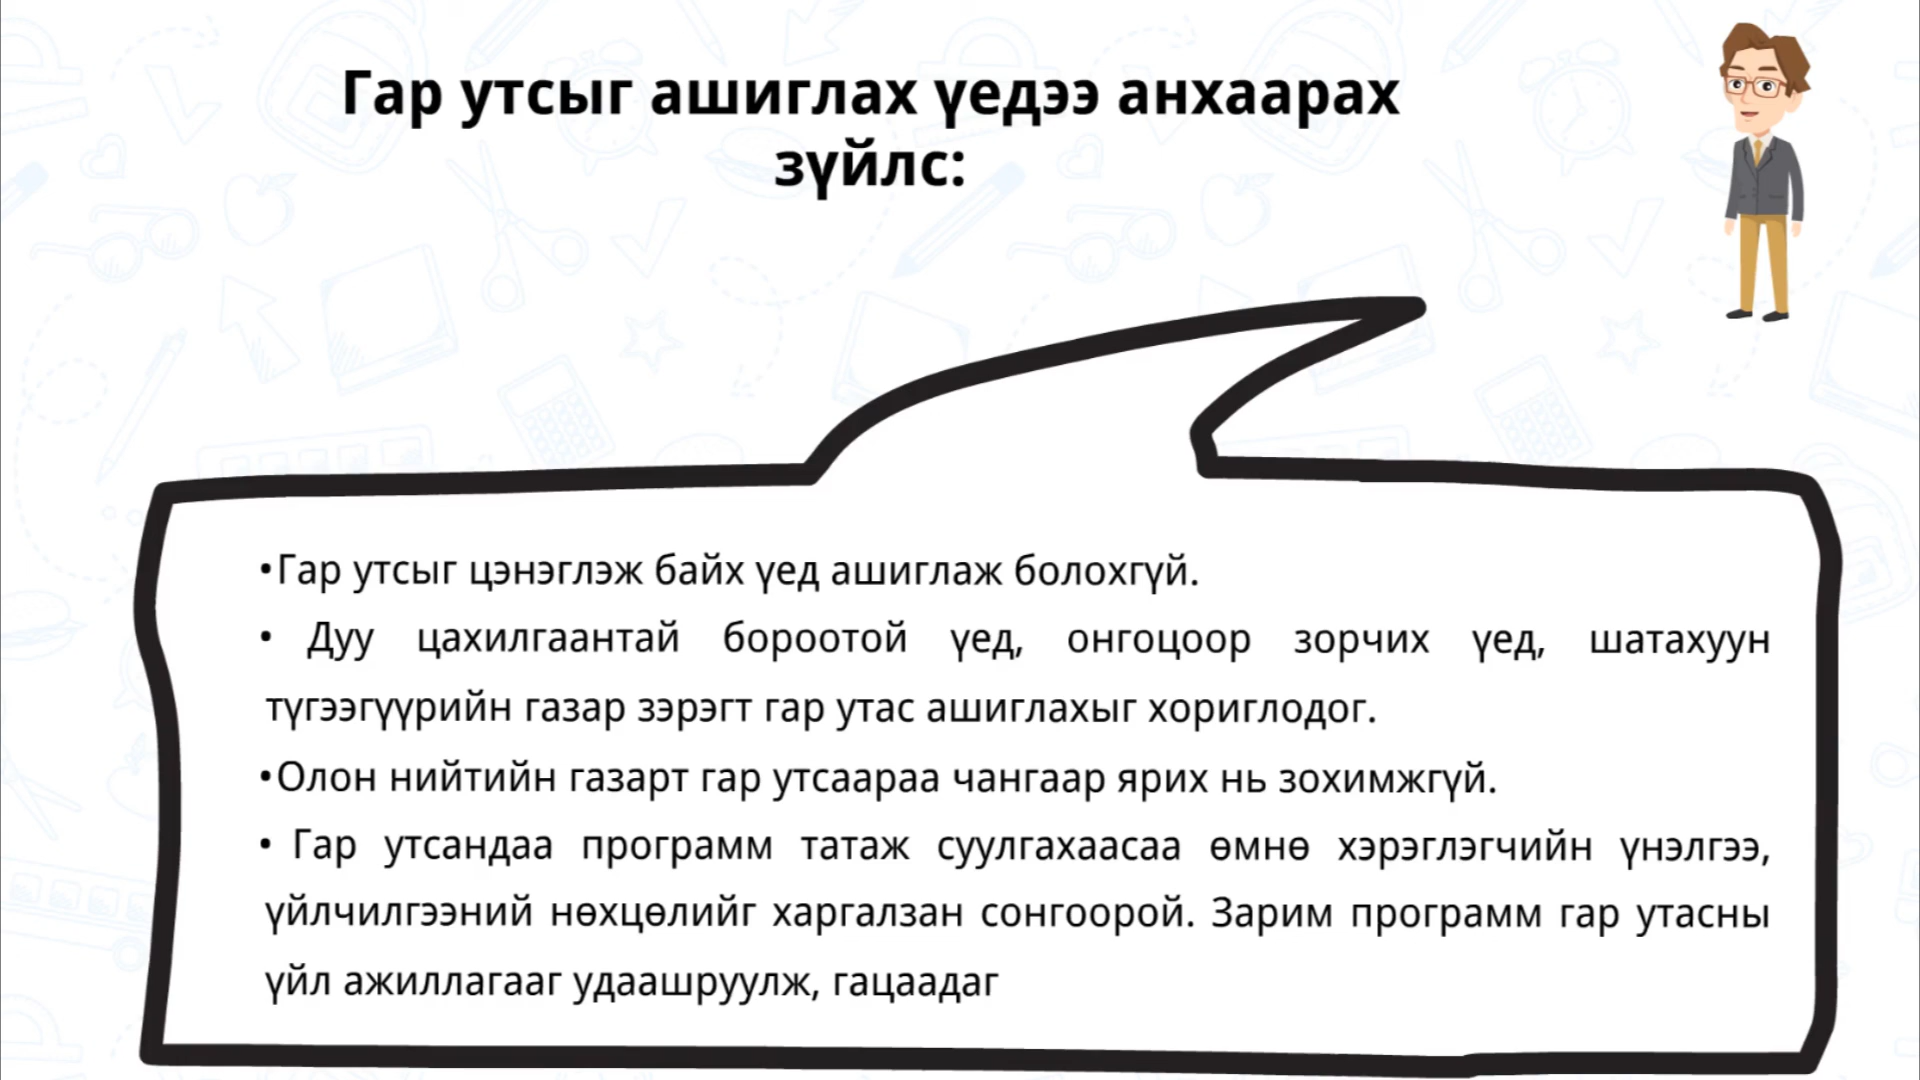 Гар утсыг ашиглах үедээ анхаарах
зүйлс:
•Гар утсыг цэнэглэж байх үед ашиглаж болохгүй.
• Дуу цахилгаантай бороотой үед, онгоцоор зорчих үед, шатахуун
түгээгүүрийн газар зэрэгт гар утас ашиглахыг хориглодог.
•Олон нийтийн газарт гар утсаараа чангаар ярих нь зохимжгүй.
• Гар утсандаа программ татаж суулгахаасаа өмнө хэрэглэгчийн үнэлгээ,
үйлчилгээний нөхцөлийг харгалзан сонгоорой. Зарим программ гар утасны
үйл ажиллагааг удаашруулж, гацаадаг